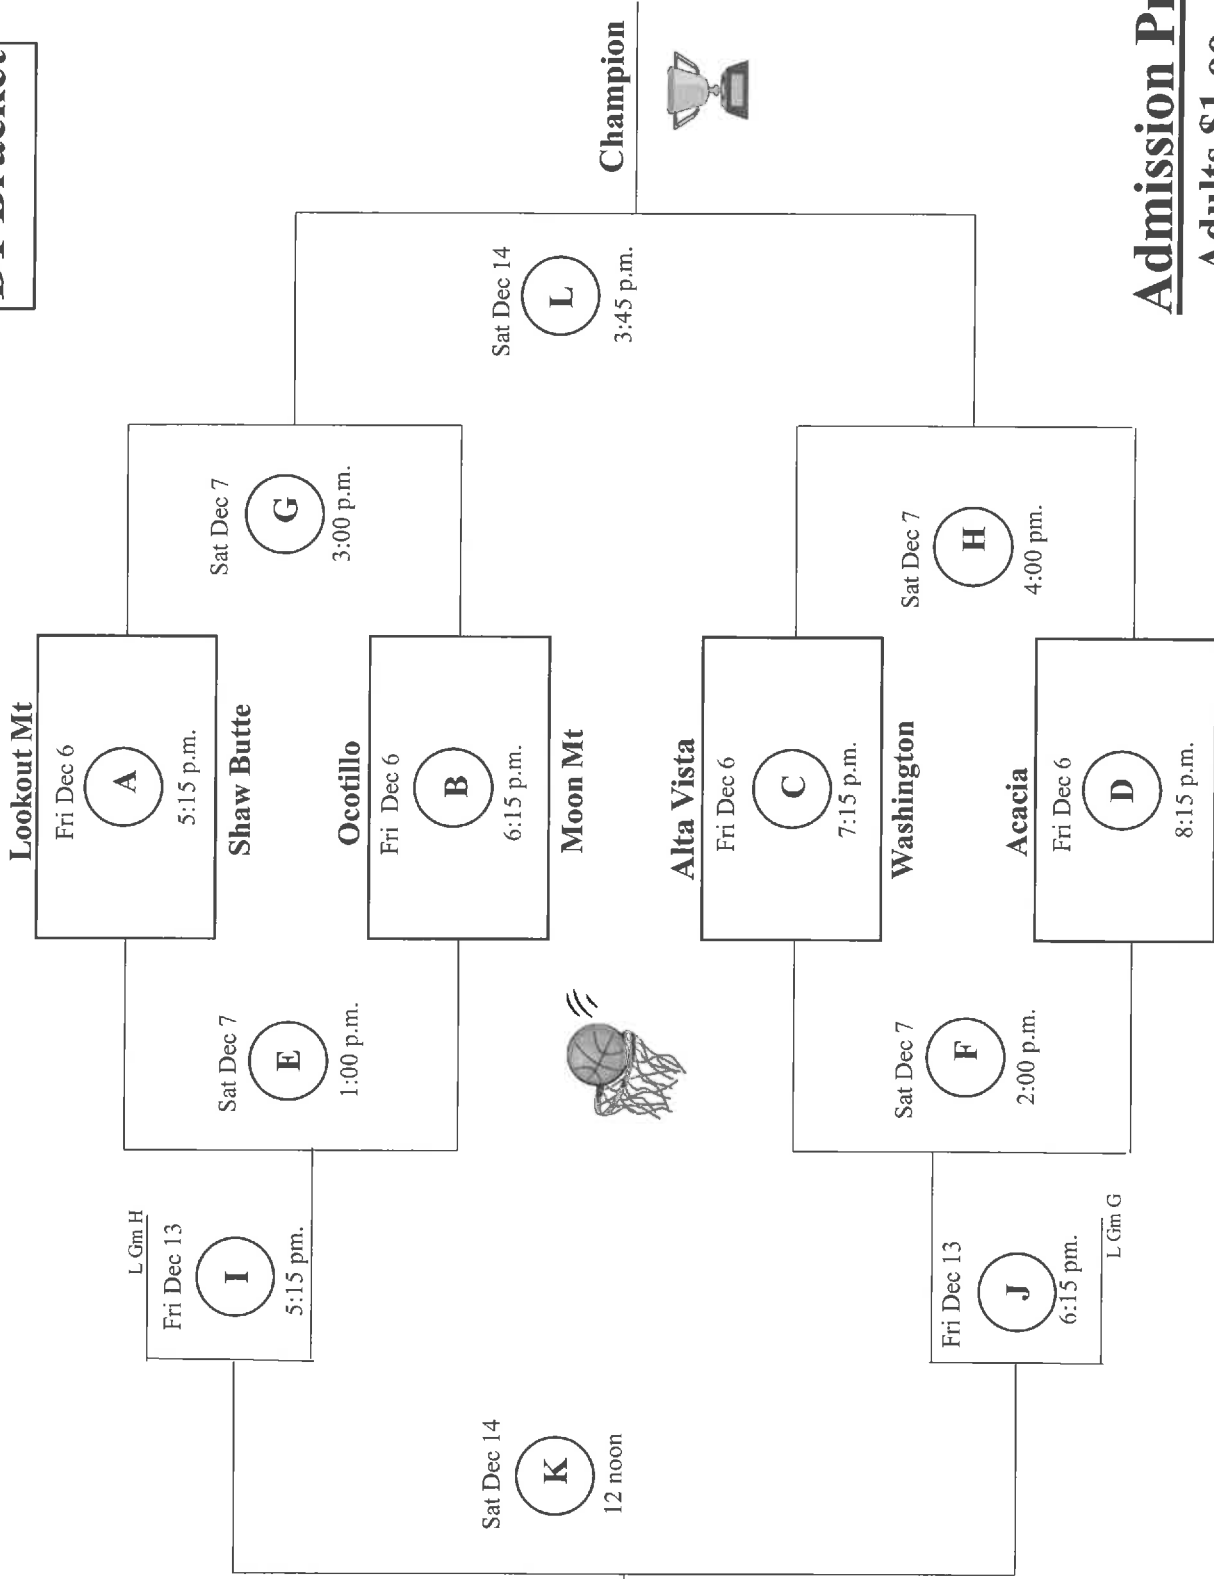 Lookout Mt
Fri Dec 6
A
5:15 p.m.
Shaw Butte
Ocotillo
Fri Dec 6
B
6:15 p.m.
Moon Mt
Alta Vista
Fri Dec 6
C
7:15 p.m.
Washington
Acacia
Fri Dec 6
D
8:15 p.m.
Sat Dec 7
E
1:00 p.m.
Sat Dec 7
F
2:00 p.m.
Sat Dec 7
G
3:00 p.m.
Sat Dec 7
H
4:00 pm.
L Gm H
Fri Dec 13
I
5:15 pm.
Fri Dec 13
J
6:15 pm.
L Gm G
Sat Dec 14
K
12 noon
Sat Dec 14
L
3:45 p.m.
Champion
Bracket
Admission
Adults $1